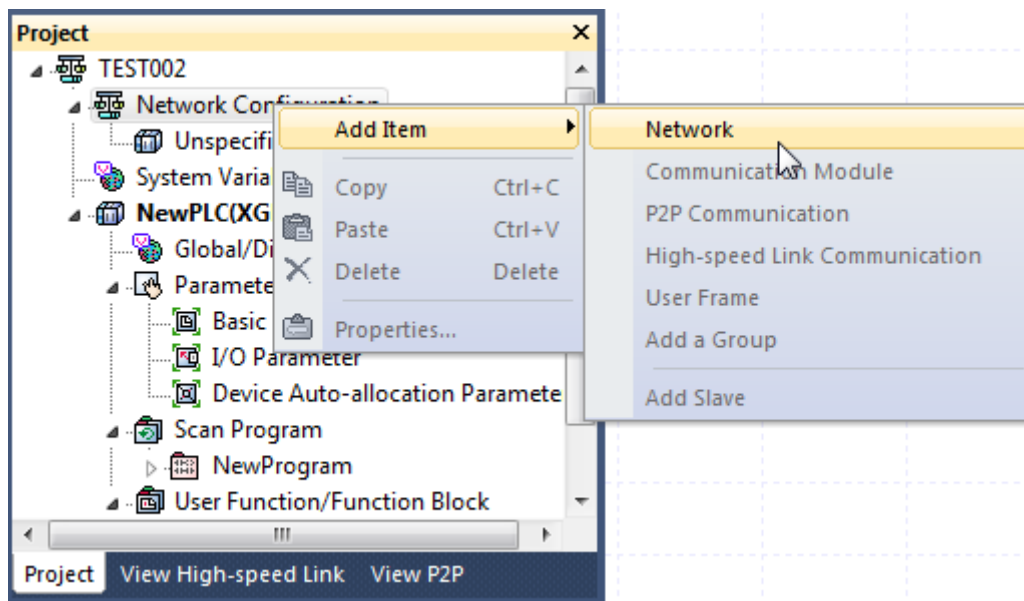 Project
TEST002
Network Configuration
Unspecifi
System Varia
NewPLC(XG
Global/Di
Paramete
Basic
I/O Parameter
Device Auto-allocation Paramete
Scan Program
NewProgram
User Function/Function Block
Project View High-speed Link View P2P
Add Item
Copy Ctrl+C
Paste Ctrl+V
Delete Delete
Properties...
Network
Communication Module
P2P Communication
High-speed Link Communication
User Frame
Add a Group
Add Slave